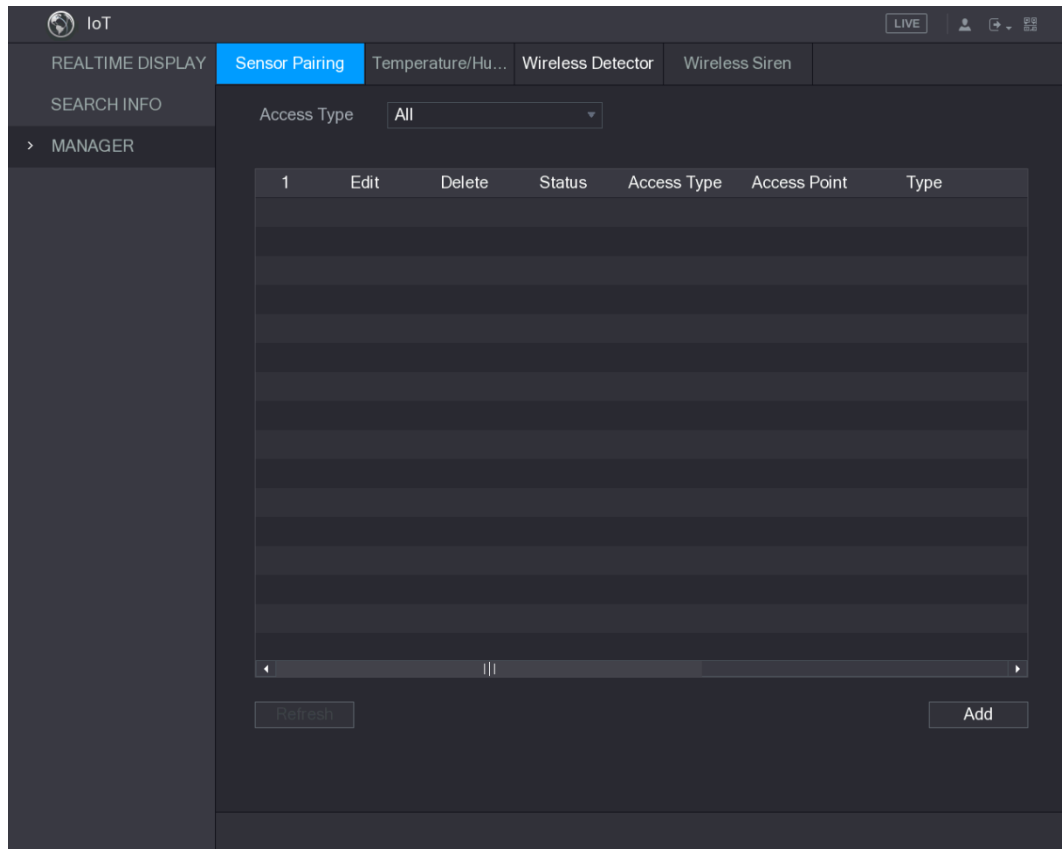 IoT
LIVE
REALTIME DISPLAY
SEARCH INFO
MANAGER
Sensor Pairing
Temperature/Hu...
Wireless Detector
Wireless Siren
Access Type
All
1 Edit Delete Status Access Type Access Point Type
Refresh
Add